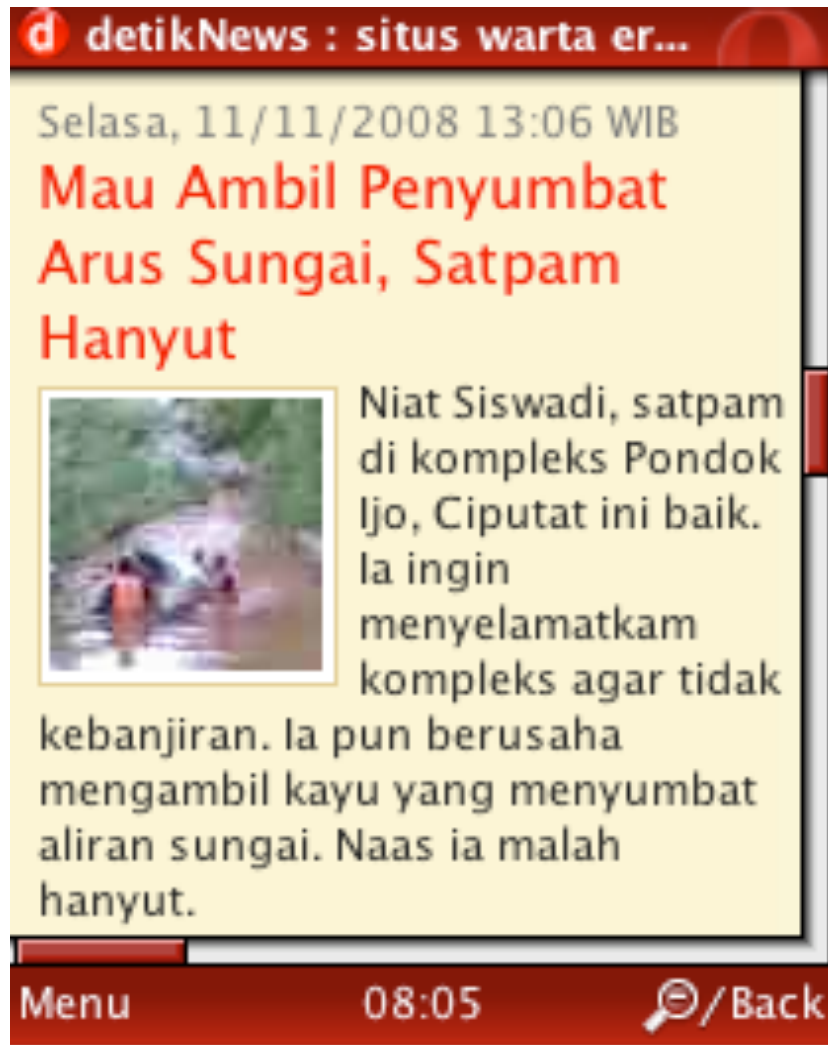 d detikNews : situs warta er...
Selasa, 11/11/2008 13:06 WIB
Mau Ambil Penyumbat
Arus Sungai, Satpam
Hanyut
Niat Siswadi, satpam
di kompleks Pondok
Ijo, Ciputat ini baik.
Ia ingin
menyelamatkam
kompleks agar tidak
kebanjiran. Ia pun berusaha
mengambil kayu yang menyumbat
aliran sungai. Naas ia malah
hanyut.
Menu 08:05 /Back